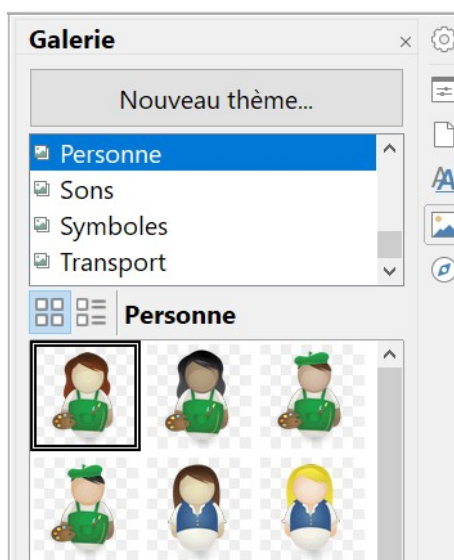 Galerie
Nouveau thème...
Personne
Sons
Symboles
Transport
Personne